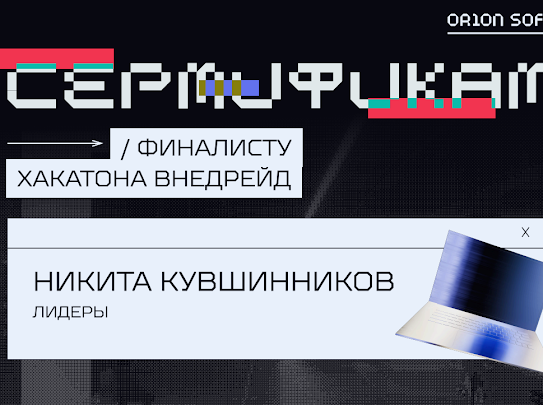 ORION SOF
СЕРТИФИКАТ
/ ФИНАЛИСТУ
ХАКАТОНА ВНЕДРЕЙД
X
НИКИТА КУВШИННИКОВ
ЛИДЕРЫ